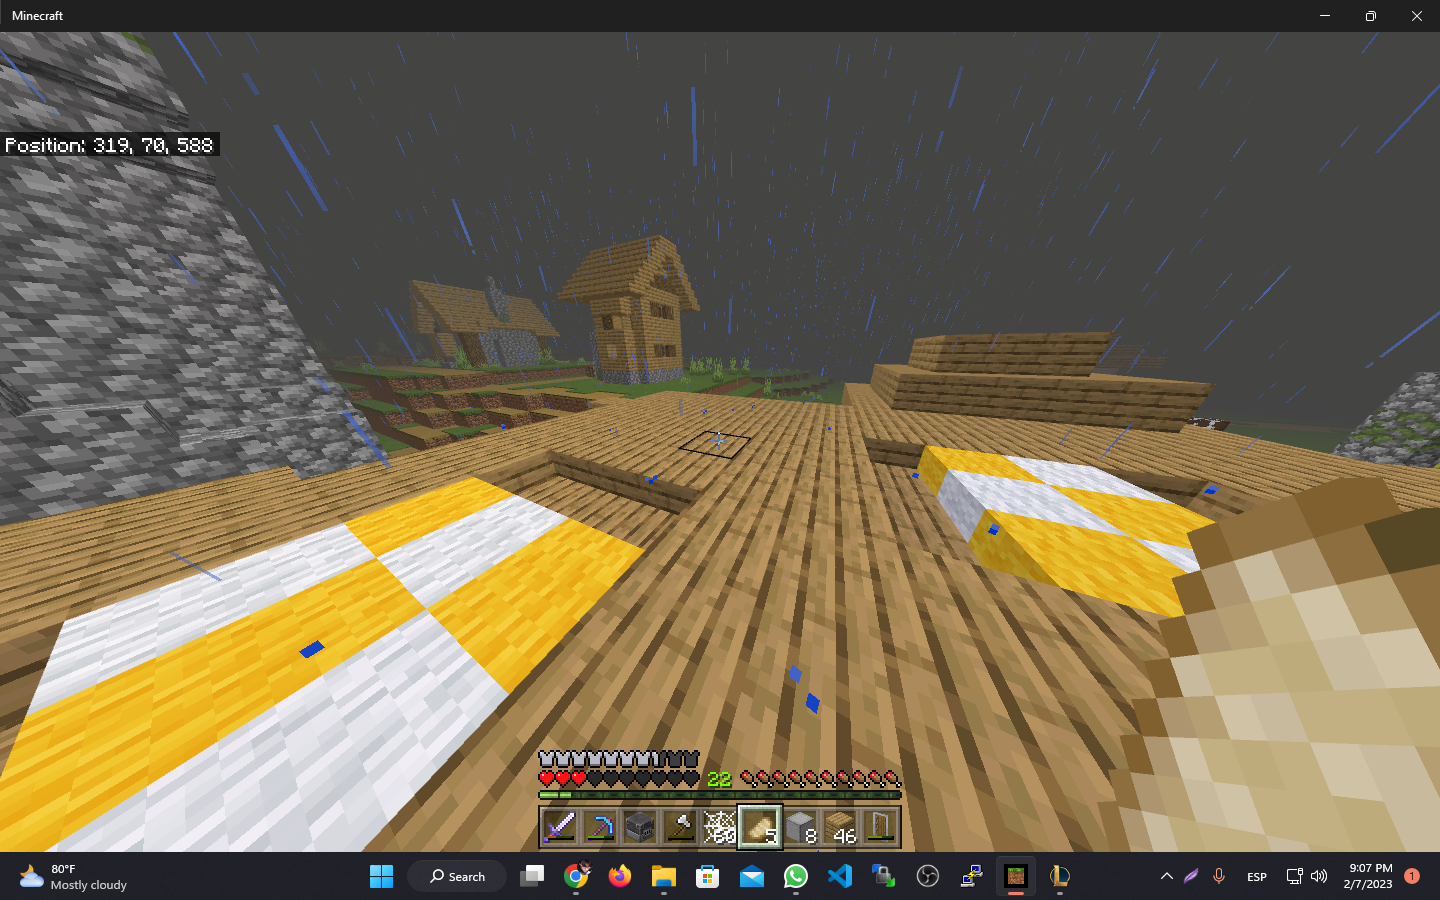 Minecraft
Position: 319, 70, 588
22
60
5
8
46
80°F
Mostly cloudy
Search
ESP
9:07 PM
2/7/2023
1